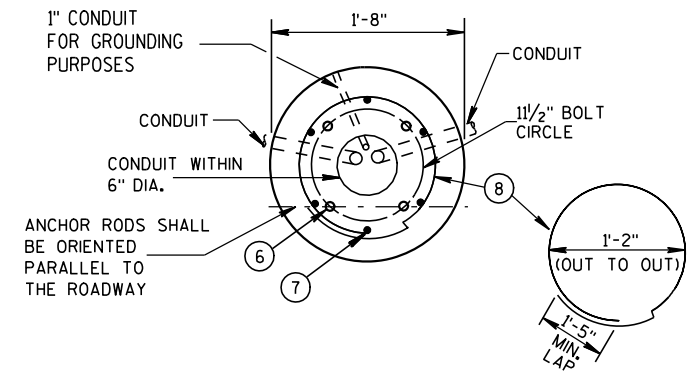 1" CONDUIT
FOR GROUNDING
PURPOSES
1'-8"
CONDUIT
CONDUIT
11½" BOLT
CIRCLE
CONDUIT WITHIN
6" DIA.
8
ANCHOR RODS SHALL
BE ORIENTED
PARALLEL TO
THE ROADWAY
6
7
1'-2"
(OUT TO OUT)
1'-5"
MIN.
LAP